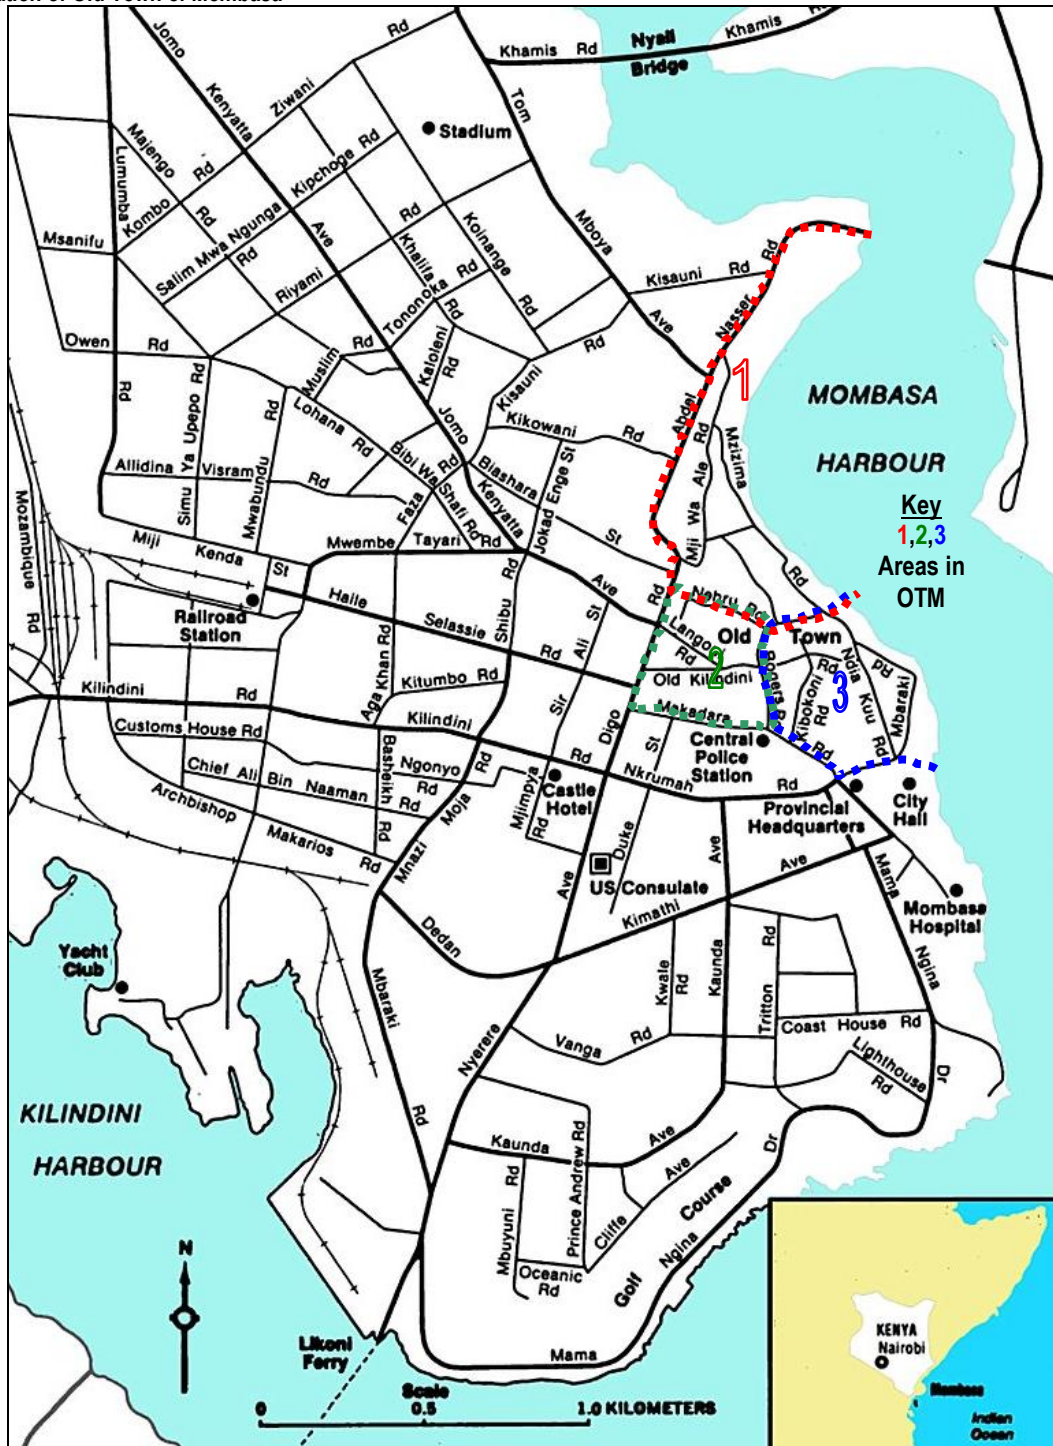 Old Town of Mombasa
Jomo
Kenyatta
Ave
Ziwani
Rd
Khamis Rd
Nyali
Bridge
Khamis
Tom
Mboya
Ave
Stadium
Majengo
Rd
Lumumba
Rd
Kombo
Rd
Kipchoge Rd
Salim Mwa Ngunga
Rd
Msanifu
Riyami
Rd
Khalifa
Rd
Koinange
Rd
Tononoka Rd
Kisauni Rd
Nasser
Rd
Abdel
1
Owen
Rd
Muslim
Rd
Kaloleni
Rd
Kisauni
Rd
Simu Ya Upepo Rd
Mwabundu
Rd
Lohana Rd
Jomo
Kenyatta
Ave
Kikowani
Rd
Mzizima
Rd
Mji Wa Ale Rd
MOMBASA
HARBOUR
Allidina Visram
Rd
Bibi Wa Shafi Rd
Rd
Faza
Biashara
St
Jokad Enge St
Key
1,2,3
Areas in
OTM
Mozambique
Rd
Miji Kenda
St
Mwembe Tayari Rd
Railroad
Station
Haile
Selassie
Rd
Shibu
Rd
Ali St
Sir
Rd
Nehru Rd
Langoni
Rd
Old Town
2
Old Kilindini
Rd
Rogers R
Kibokoni
Rd
3
Ndia Kuu
Rd
Rd
Mbaraki
Aga Khan Rd
Kitumbo Rd
Kilindini
Rd
Kilindini
Rd
Digo
Ave
Makadara
Rd
St
Duke
Central
Police
Station
Nkrumah
Rd
Customs House Rd
Chief Ali Bin Naaman
Rd
Basheikh
Rd
Ngonyo
Rd
Mnazi
Moja
Rd
Mjimpya
Rd
Castle
Hotel
Archbishop
Makarios
Rd
Provincial
Headquarters
City
Hall
US Consulate
Ave
Kaunda
Ave
Kimathi
Dedan
Mama
Ngina
Dr
Mombasa
Hospital
Yacht
Club
Mbaraki
Rd
Nyerere
Kwale
Rd
Tritton
Rd
Coast House Rd
Lighthouse
Rd
Vanga
Rd
KILINDINI
HARBOUR
Kaunda
Ave
Mbuyuni
Rd
Prince Andrew Rd
Cliffe
Ave
Oceanic
Rd
Golf
Course
Ngina
Dr
Mama
N
Likoni
Ferry
Scale
0 0.5 1.0 KILOMETERS
KENYA
Nairobi
Mombasa
Indian
Ocean